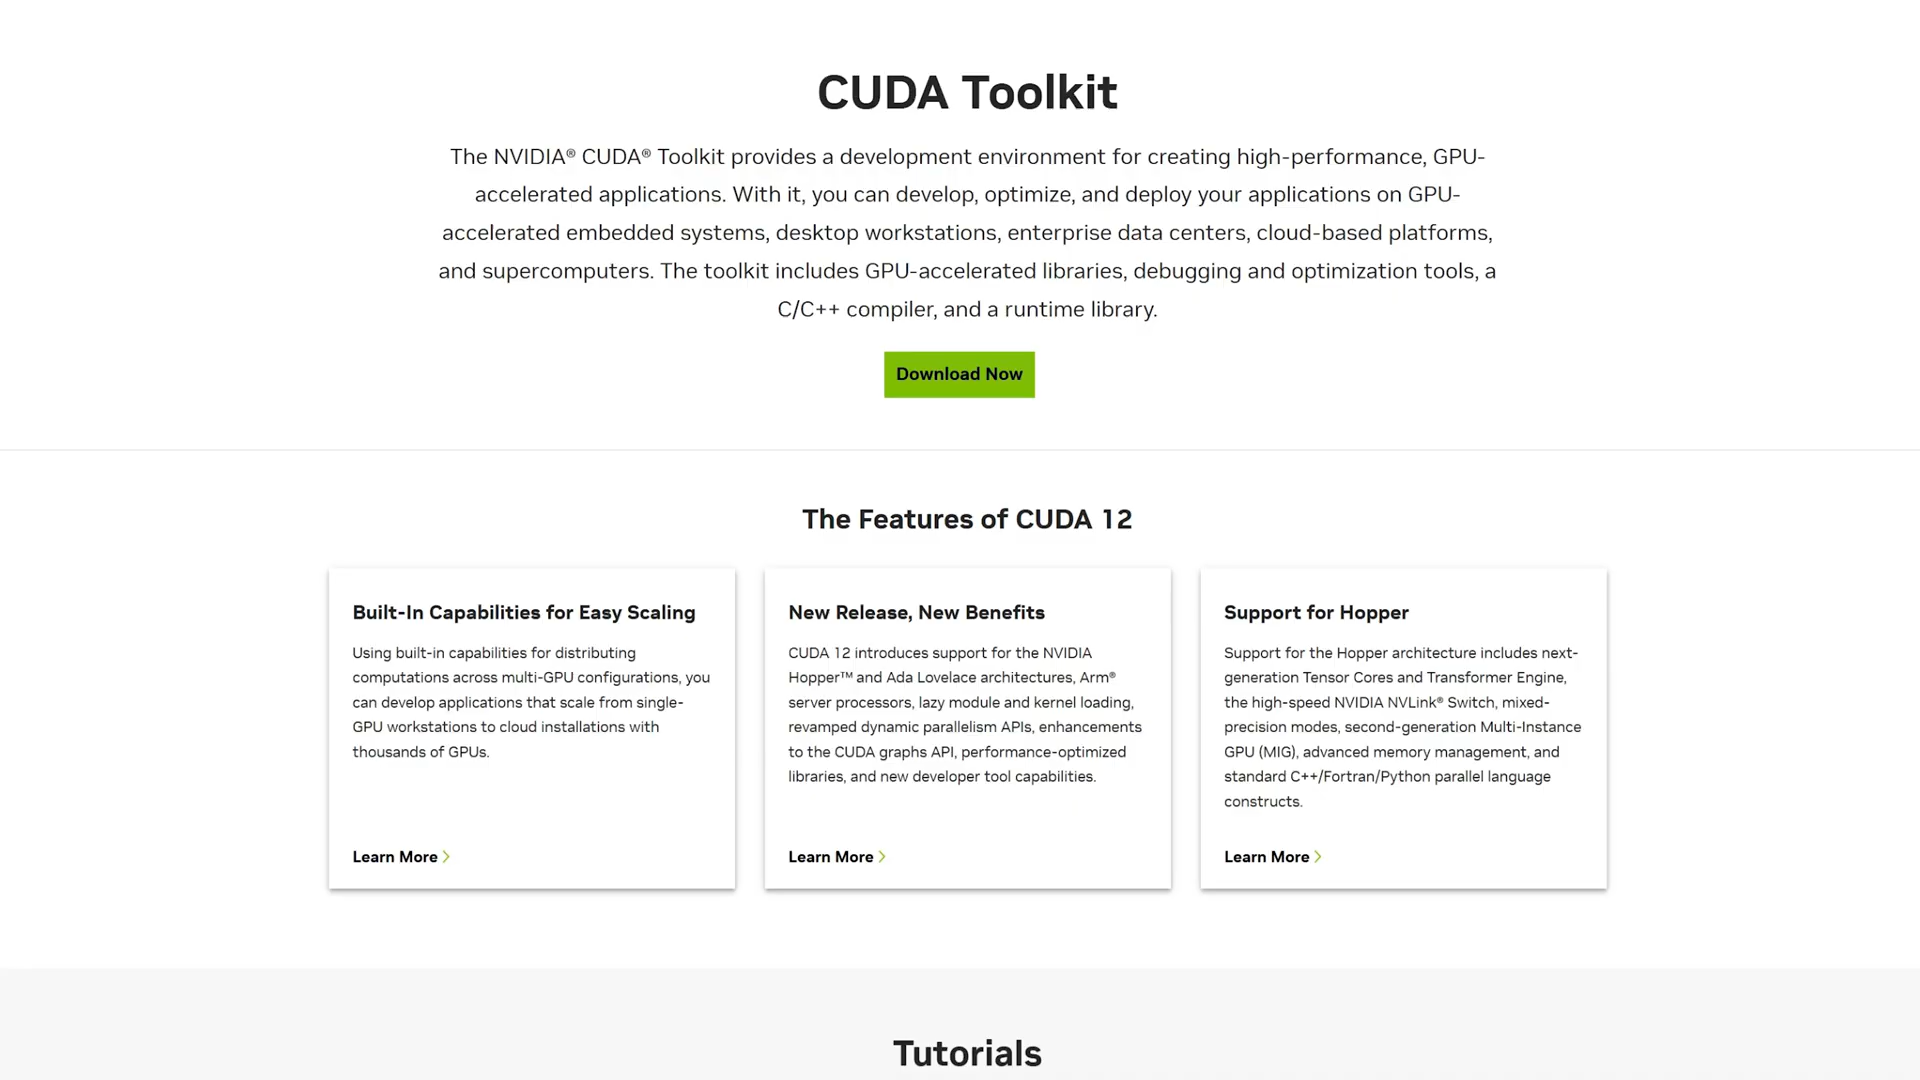 CUDA Toolkit
The NVIDIA® CUDA® Toolkit provides a development environment for creating high-performance, GPU-
accelerated applications. With it, you can develop, optimize, and deploy your applications on GPU-
accelerated embedded systems, desktop workstations, enterprise data centers, cloud-based platforms,
and supercomputers. The toolkit includes GPU-accelerated libraries, debugging and optimization tools, a
C/C++ compiler, and a runtime library.
Download Now
The Features of CUDA 12
Built-In Capabilities for Easy Scaling
Using built-in capabilities for distributing
computations across multi-GPU configurations, you
can develop applications that scale from single-
GPU workstations to cloud installations with
thousands of GPUs.
Learn More
New Release, New Benefits
CUDA 12 introduces support for the NVIDIA
Hopper™ and Ada Lovelace architectures, Arm®
server processors, lazy module and kernel loading,
revamped dynamic parallelism APIs, enhancements
to the CUDA graphs API, performance-optimized
libraries, and new developer tool capabilities.
Learn More
Support for Hopper
Support for the Hopper architecture includes next-
generation Tensor Cores and Transformer Engine,
the high-speed NVIDIA NVLink® Switch, mixed-
precision modes, second-generation Multi-Instance
GPU (MIG), advanced memory management, and
standard C++/Fortran/Python parallel language
constructs.
Learn More
Tutorials